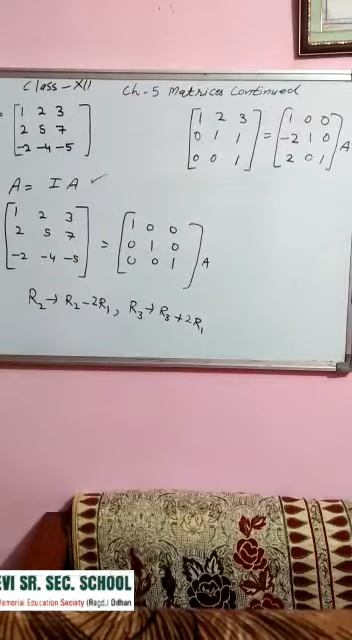 Class-XII Ch-5 Matrices Continued
= [1 2 3
2 5 7
-2 -4 -5]
[1 2 3
0 1 1
0 0 1] = [1 0 0
-2 1 0
2 0 1] A
A = IA ✓
[1 2 3
2 5 7
-2 -4 -5] = [1 0 0
0 1 0
0 0 1] A
R₂→R₂-2R₁, R₃→R₃+2R₁
EVI SR. SEC. SCHOOL
Memorial Education Society (Regd.) Odhan